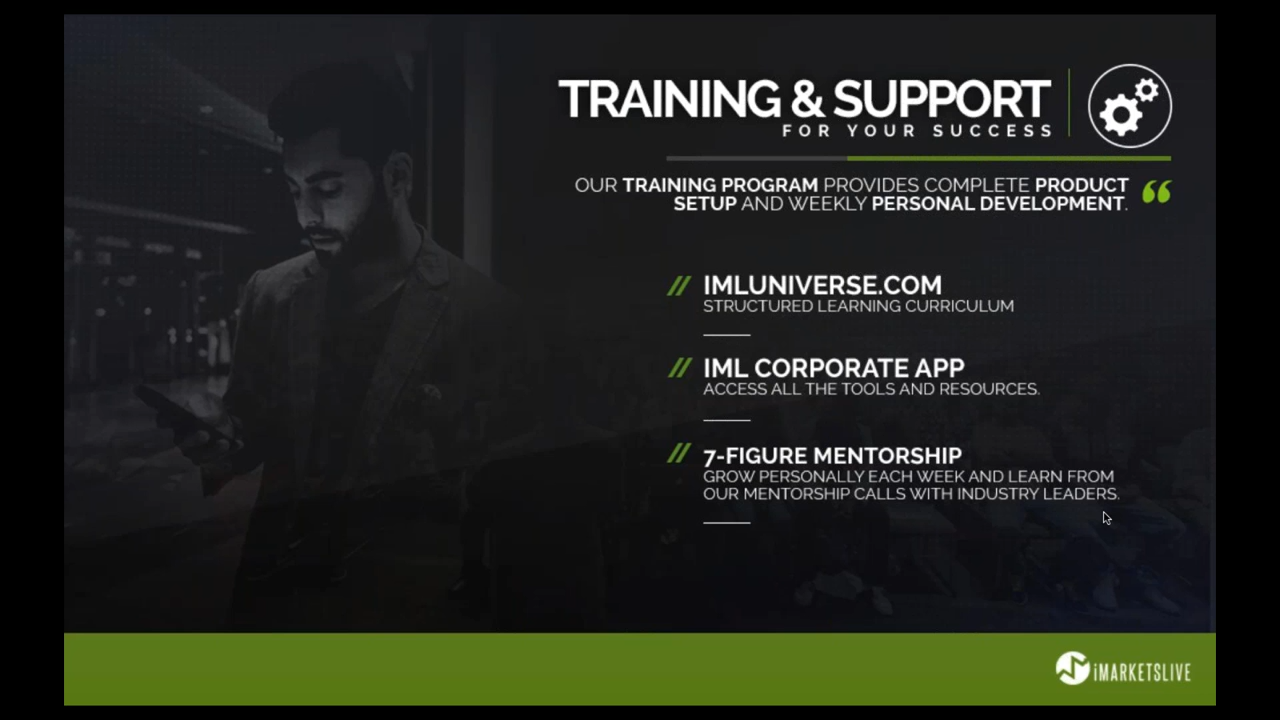 TRAINING & SUPPORT
FOR YOUR SUCCESS
OUR TRAINING PROGRAM PROVIDES COMPLETE PRODUCT
SETUP AND WEEKLY PERSONAL DEVELOPMENT.
// IMLUNIVERSE.COM
STRUCTURED LEARNING CURRICULUM
// IML CORPORATE APP
ACCESS ALL THE TOOLS AND RESOURCES.
// 7-FIGURE MENTORSHIP
GROW PERSONALLY EACH WEEK AND LEARN FROM
OUR MENTORSHIP CALLS WITH INDUSTRY LEADERS.
iMARKETSLIVE